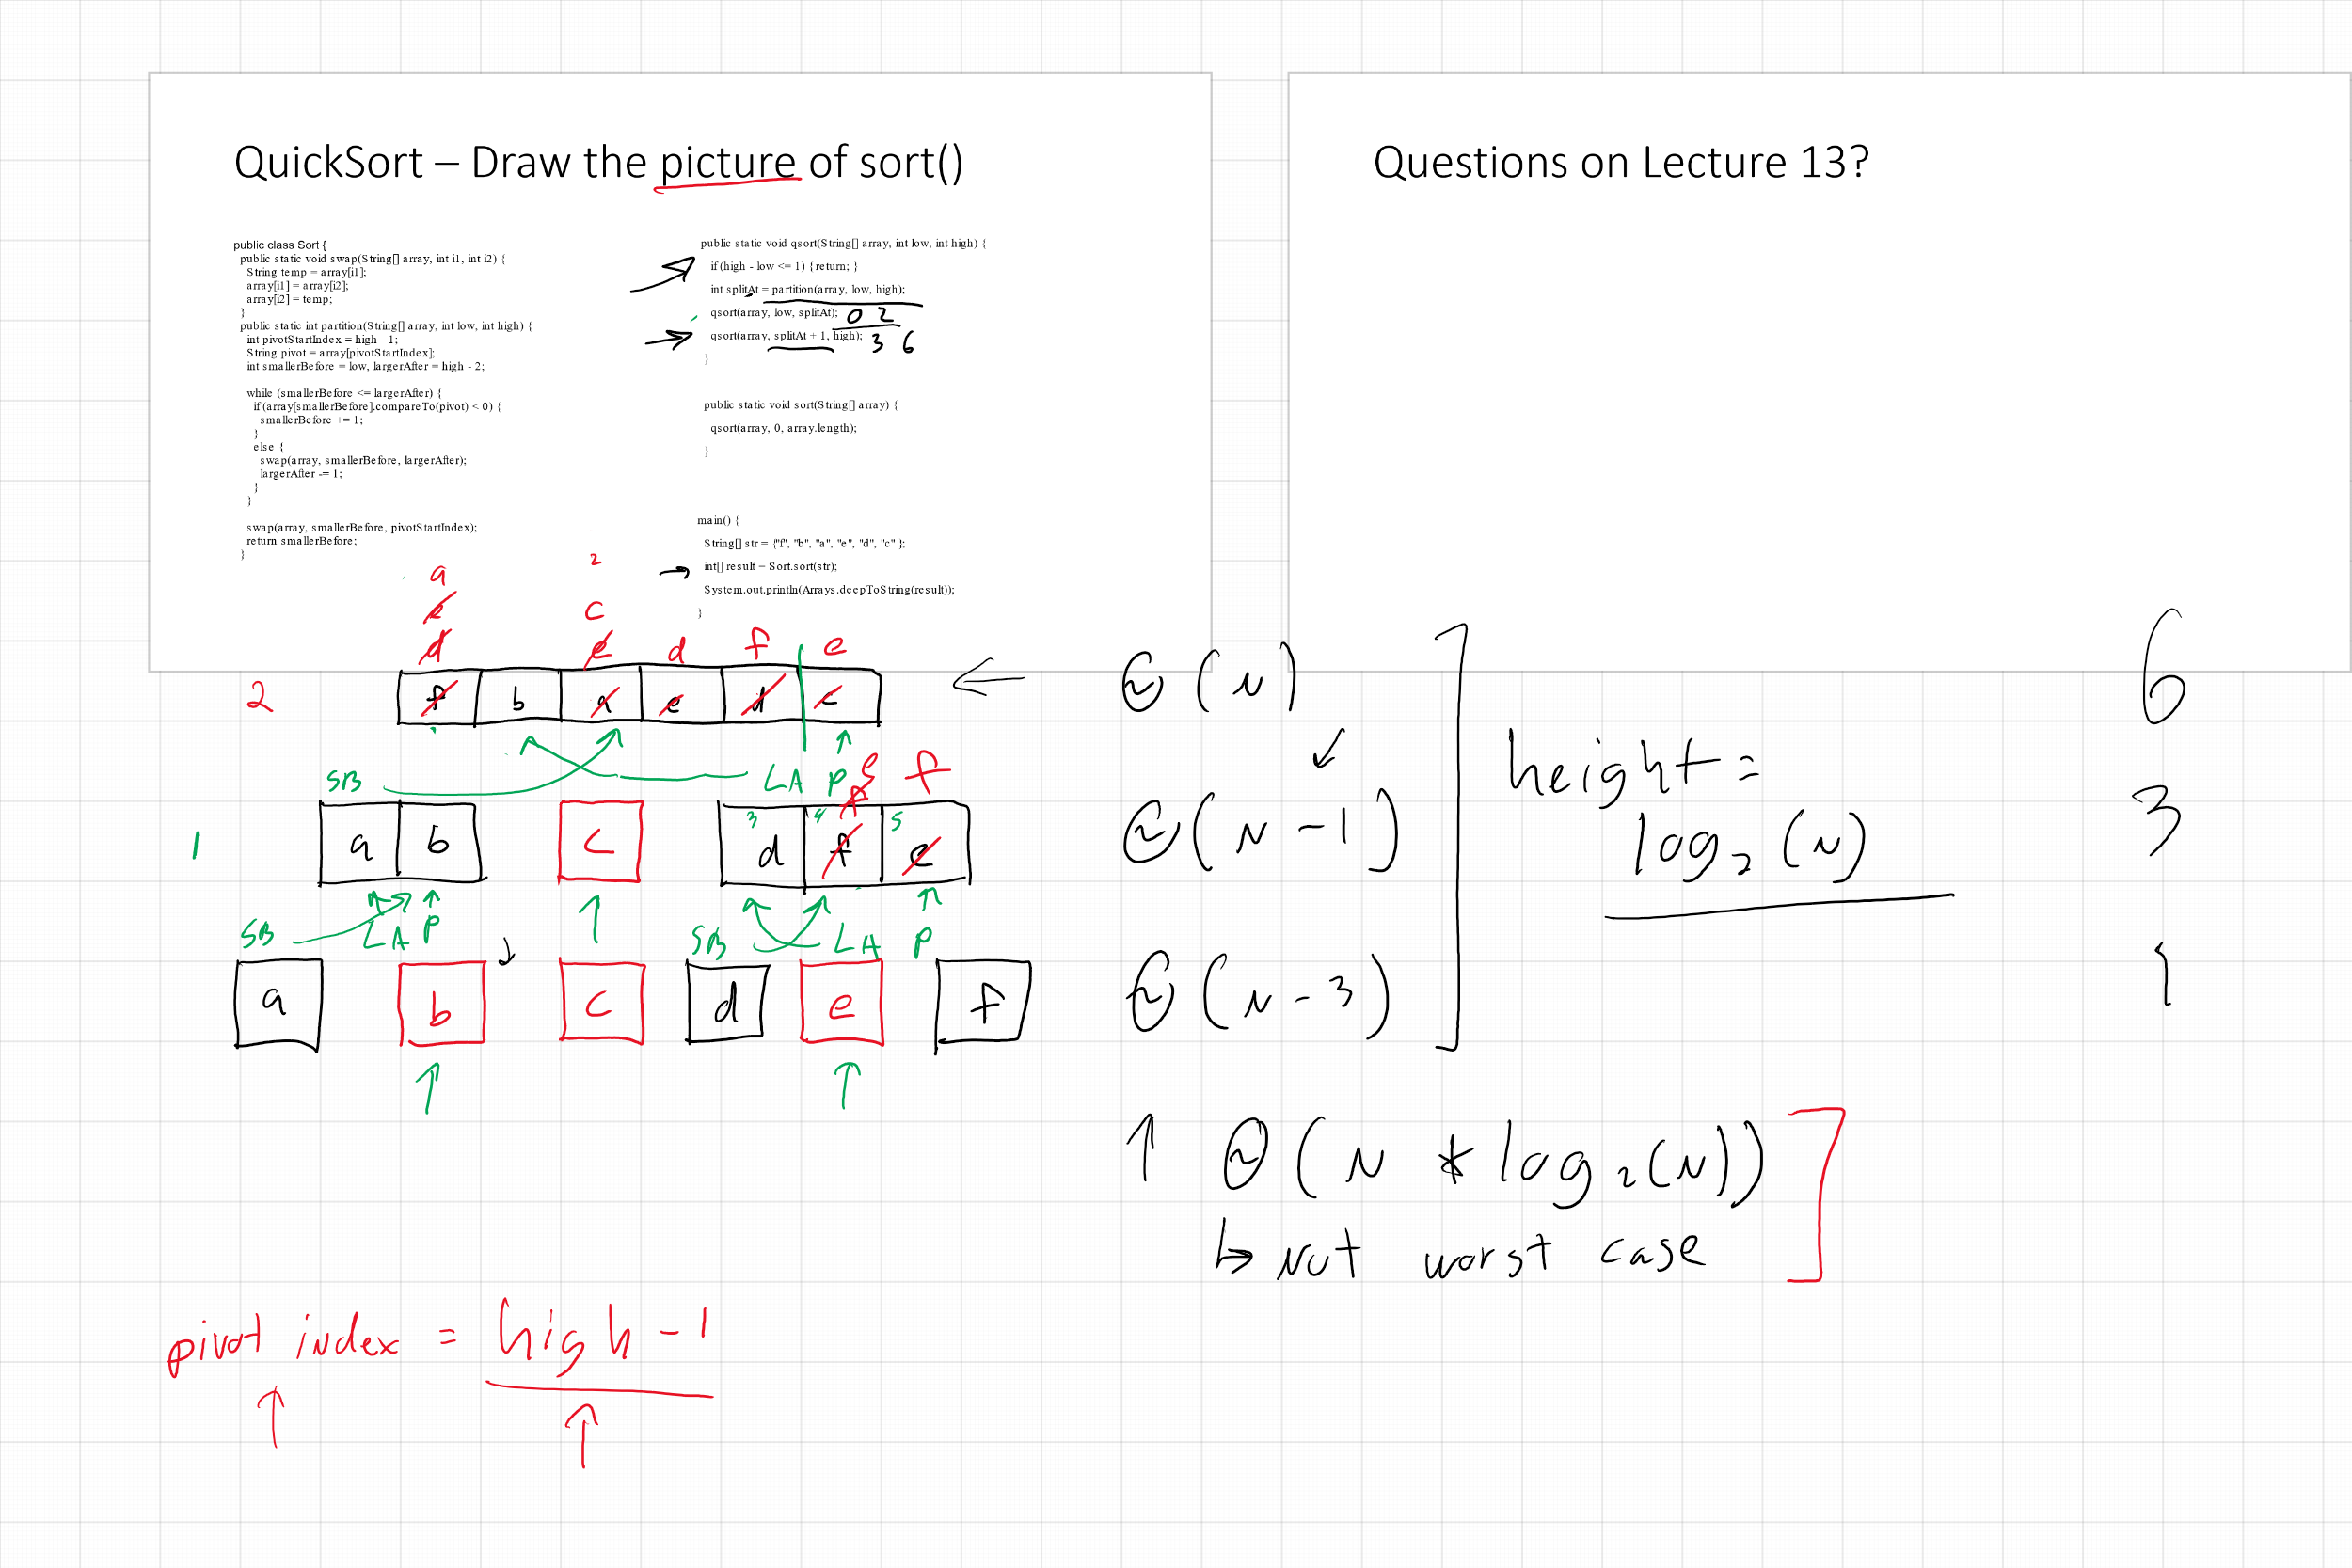 QuickSort – Draw the picture of sort()
public class Sort {
public static void swap(String[] array, int i1, int i2) {
String temp = array[i1];
array[i1] = array[i2];
array[i2] = temp;
}
public static int partition(String[] array, int low, int high) {
int pivotStartIndex = high - 1;
String pivot = array[pivotStartIndex];
int smallerBefore = low, largerAfter = high - 2;
while (smallerBefore <= largerAfter) {
if (array[smallerBefore].compareTo(pivot) < 0) {
smallerBefore += 1;
}
else {
swap(array, smallerBefore, largerAfter);
largerAfter -= 1;
}
}
swap(array, smallerBefore, pivotStartIndex);
return smallerBefore;
}
public static void qsort(String[] array, int low, int high) {
if (high - low <= 1) { return; }
int splitAt = partition(array, low, high);
qsort(array, low, splitAt); 0 2
qsort(array, splitAt + 1, high); 3 6
}
public static void sort(String[] array) {
qsort(array, 0, array.length);
}
main() {
String[] str = {"f", "b", "a", "e", "d", "c" };
int[] result = Sort.sort(str);
System.out.println(Arrays.deepToString(result));
}
Questions on Lecture 13?
a 2
e c
d e d f e
2 f b a e d c
SB LA P e f
1 a b c 3 d 4 f 5 e
SB LA P SB LA P
a b c d e f
pivot index = high - 1
Θ(N)
Θ(N-1)
Θ(N-3)
height =
log₂(N)
6
3
1
↑ Θ(N * log₂(N))
↳ Not worst case